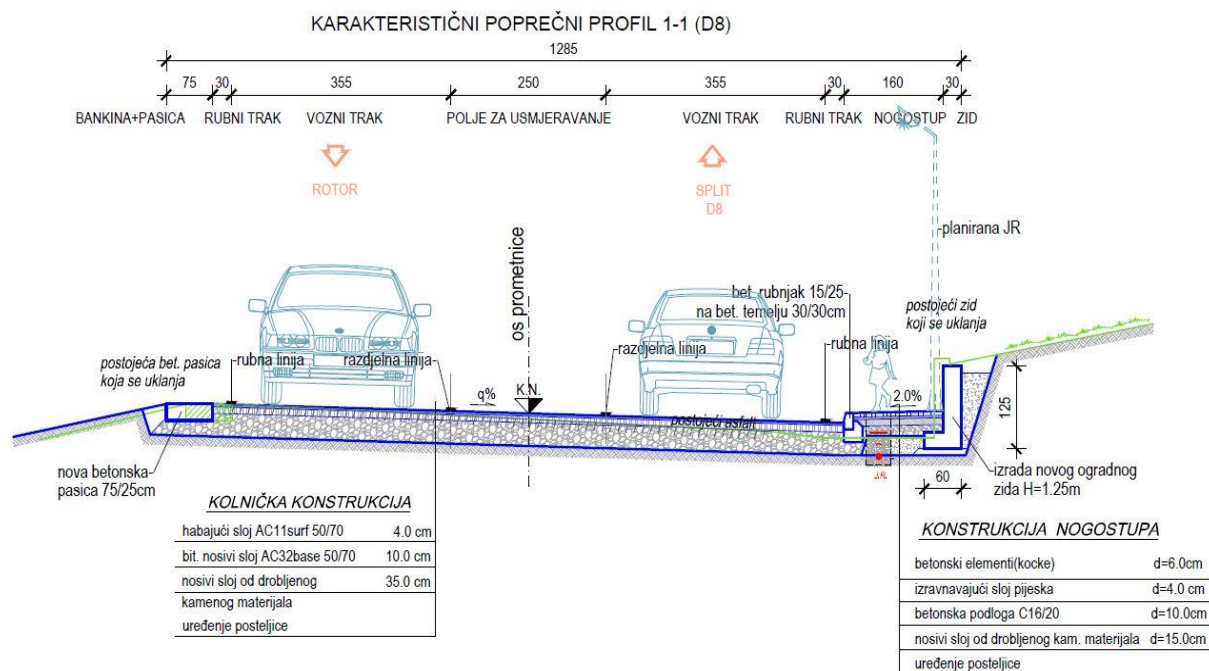 KARAKTERISTIČNI POPREČNI PROFIL 1-1 (D8)
1285
75 30 355 250 355 30 160 30
BANKINA+PASICA RUBNI TRAK VOZNI TRAK POLJE ZA USMJERAVANJE VOZNI TRAK RUBNI TRAK NOGOSTUP ZID
ROTOR
SPLIT
D8
planirana JR
os prometnice
bet. rubnjak 15/25
na bet. temelju 30/30cm
postojeći zid
koji se uklanja
postojeća bet. pasica
koja se uklanja
rubna linija
razdjelna linija
razdjelna linija
rubna linija
q%
K.N.
2.0%
postojeći asfalt
125
nova betonska
pasica 75/25cm
J.R.
60
izrada novog ogradnog
zida H=1.25m
KOLNIČKA KONSTRUKCIJA
habajući sloj AC11surf 50/70 4.0 cm
bit. nosivi sloj AC32base 50/70 10.0 cm
nosivi sloj od drobljenog 35.0 cm
kamenog materijala
uređenje posteljice
KONSTRUKCIJA NOGOSTUPA
betonski elementi(kocke) d=6.0cm
izravnavajući sloj pijeska d=4.0 cm
betonska podloga C16/20 d=10.0cm
nosivi sloj od drobljenog kam. materijala d=15.0cm
uređenje posteljice